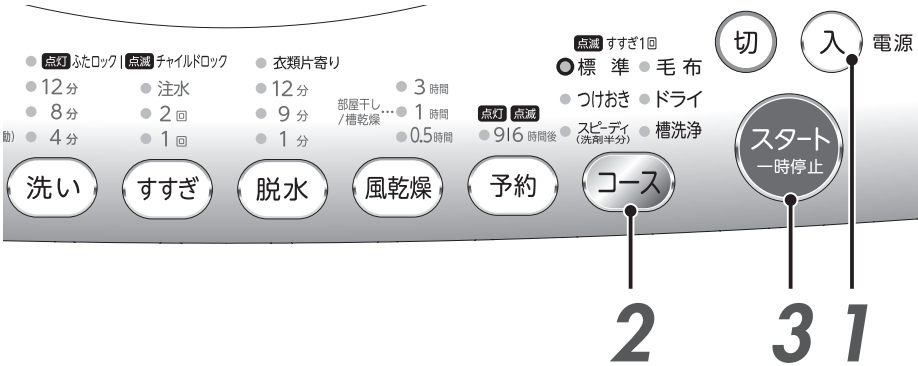 切 入 電源
点灯 ふたロック | 点滅 チャイルドロック
12分
8分
動) 4分
洗い
注水
2回
1回
すすぎ
衣類片寄り
12分
9分
1分
脱水
3時間
部屋干し/槽乾燥…1時間
0.5時間
風乾燥
点灯 点滅
9|6時間後
予約
点滅 すすぎ1回
標準 毛布
つけおき ドライ
スピーディ(洗剤半分) 槽洗浄
コース
スタート
一時停止
2 3 1